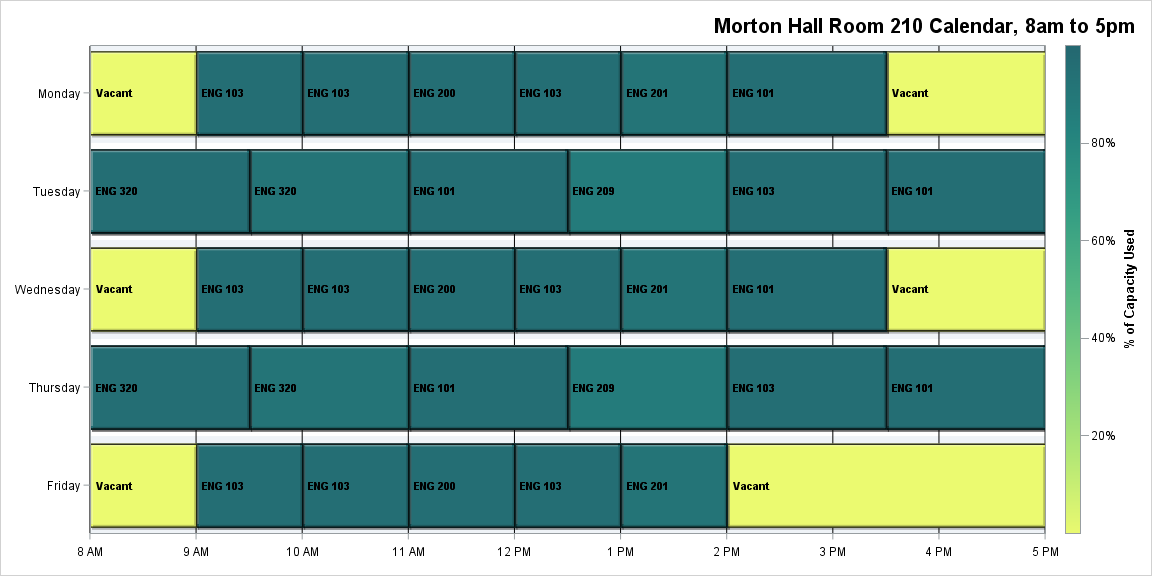 Morton Hall Room 210 Calendar, 8am to 5pm
Monday
Vacant
ENG 103
ENG 103
ENG 200
ENG 103
ENG 201
ENG 101
Vacant
Tuesday
ENG 320
ENG 320
ENG 101
ENG 209
ENG 103
ENG 101
Wednesday
Vacant
ENG 103
ENG 103
ENG 200
ENG 103
ENG 201
ENG 101
Vacant
Thursday
ENG 320
ENG 320
ENG 101
ENG 209
ENG 103
ENG 101
Friday
Vacant
ENG 103
ENG 103
ENG 200
ENG 103
ENG 201
Vacant
8 AM
9 AM
10 AM
11 AM
12 PM
1 PM
2 PM
3 PM
4 PM
5 PM
80%
60%
40%
20%
% of Capacity Used